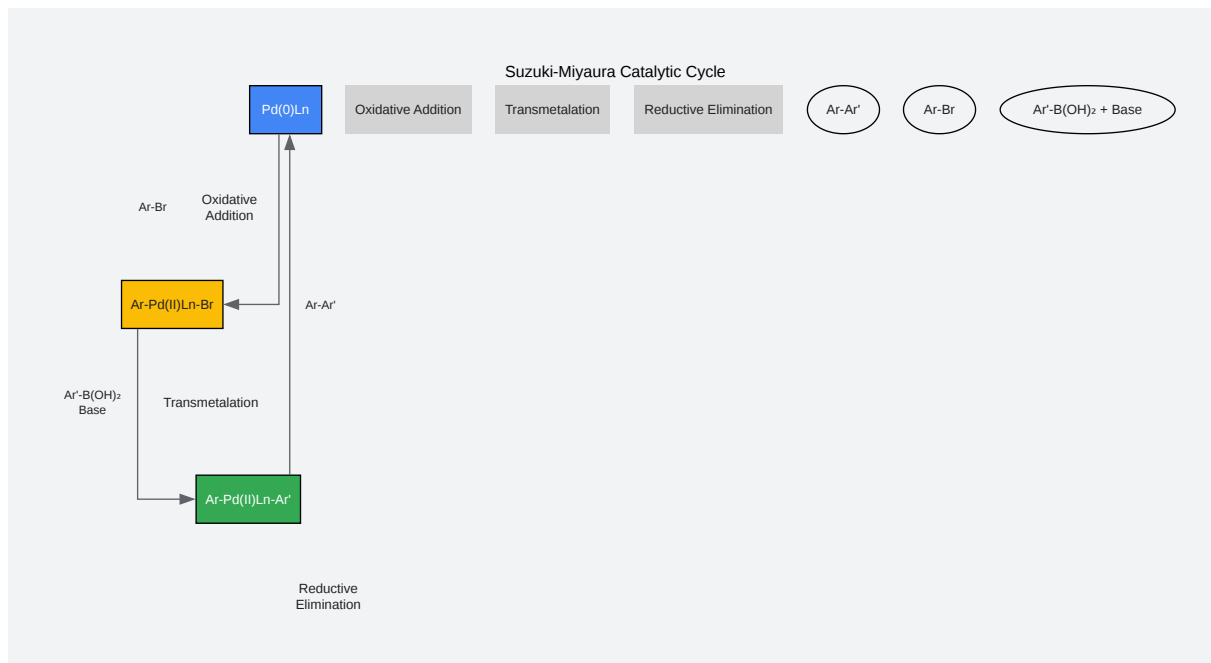 Suzuki-Miyaura Catalytic Cycle
Pd(0)Ln
Oxidative Addition
Transmetalation
Reductive Elimination
Ar-Ar'
Ar-Br
Ar'-B(OH)₂ + Base
Ar-Br
Oxidative
Addition
Ar-Pd(II)Ln-Br
Ar-Ar'
Ar'-B(OH)₂
Base
Transmetalation
Ar-Pd(II)Ln-Ar'
Reductive
Elimination